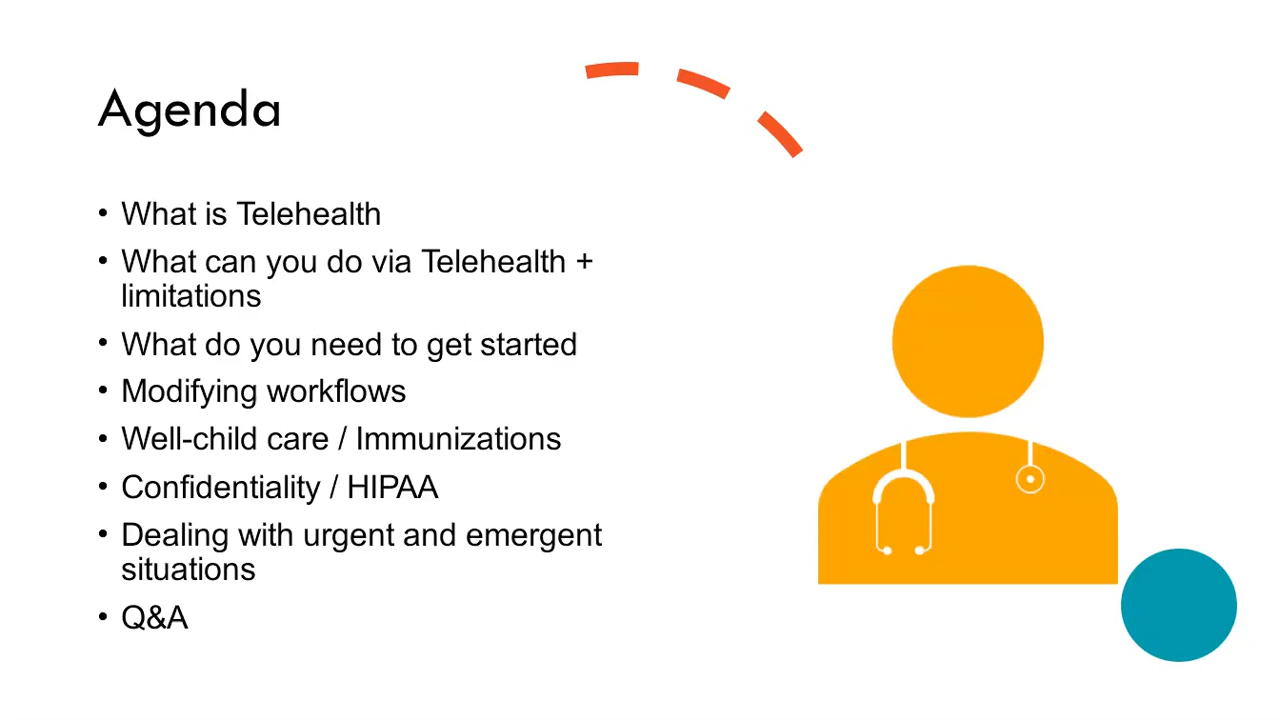 Agenda
• What is Telehealth
• What can you do via Telehealth +
limitations
• What do you need to get started
• Modifying workflows
• Well-child care / Immunizations
• Confidentiality / HIPAA
• Dealing with urgent and emergent
situations
• Q&A